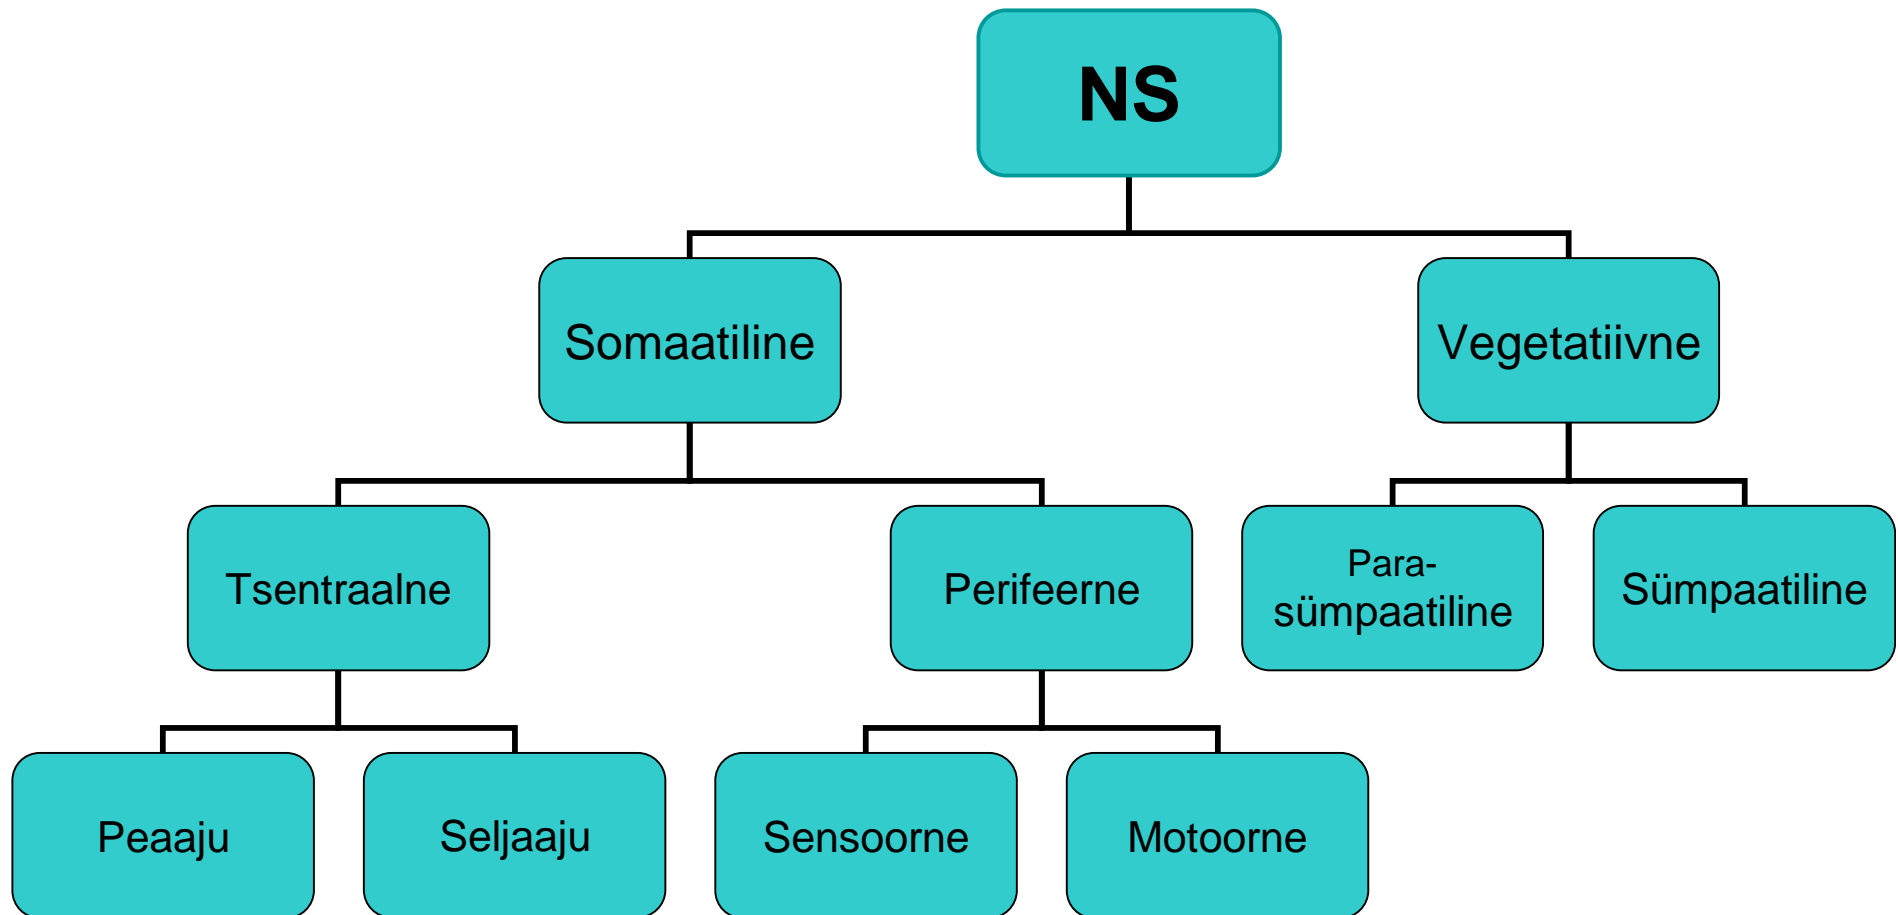 NS
Somaatiline
Vegetatiivne
Tsentraalne
Perifeerne
Para-
sümpaatiline
Sümpaatiline
Peaaju
Seljaaju
Sensoorne
Motoorne